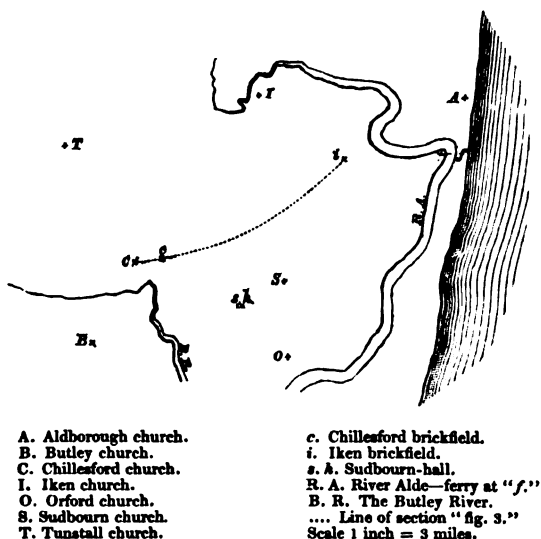 I
A
T
i
R. A.
C
c
S
s. h.
B
O
A. Aldborough church.
B. Butley church.
C. Chillesford church.
I. Iken church.
O. Orford church.
S. Sudbourn church.
T. Tunstall church.
c. Chillesford brickfield.
i. Iken brickfield.
s. h. Sudbourn-hall.
R. A. River Alde—ferry at "f."
B. R. The Butley River.
.... Line of section "fig. 3."
Scale 1 inch = 3 miles.